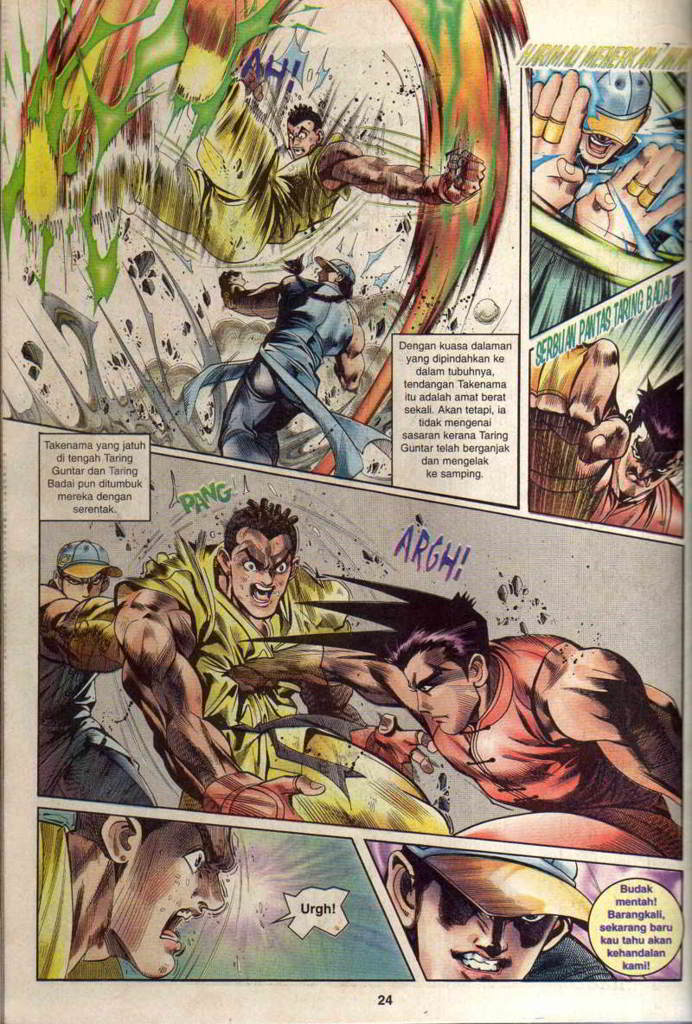 AH!
HARIMAU MENERKAM
SERBUAN PANTAS TARING BADAI
Dengan kuasa dalaman
yang dipindahkan ke
dalam tubuhnya,
tendangan Takenama
itu adalah amat berat
sekali. Akan tetapi, ia
tidak mengenai
sasaran kerana Taring
Guntar telah berganjak
dan mengelak
ke samping.
Takenama yang jatuh
di tengah Taring
Guntar dan Taring
Badai pun ditumbuk
mereka dengan
serentak.
PANG
ARGH!
Urgh!
Budak
mentah!
Barangkali,
sekarang baru
kau tahu akan
kehandalan
kami!
24